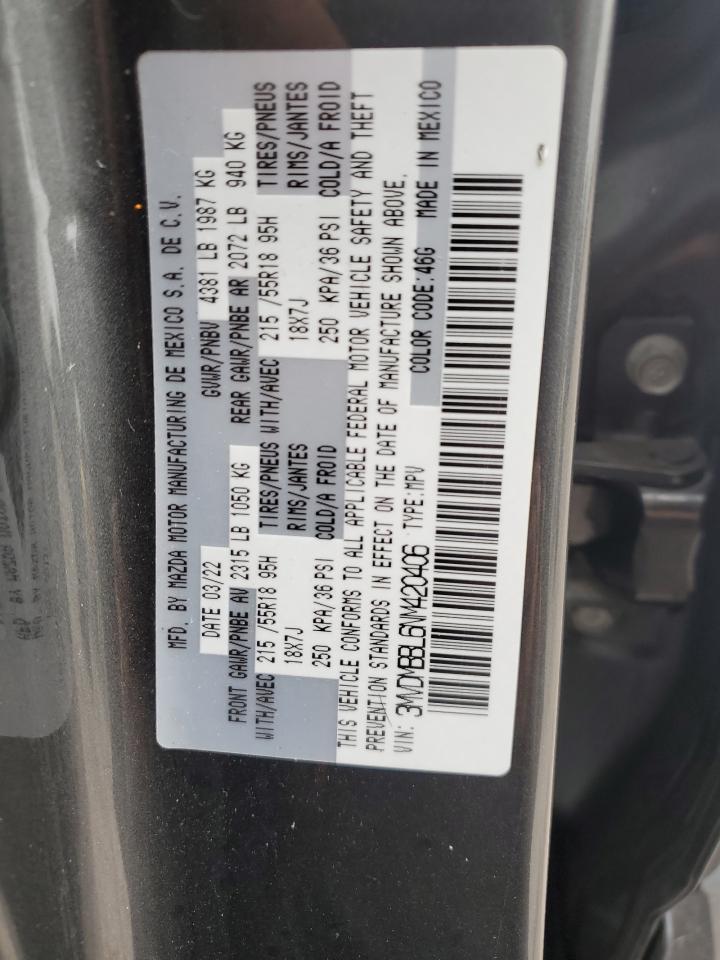 MFD. BY MAZDA MOTOR MANUFACTURING DE MEXICO S.A. DE C.V.
DATE 03/22 GVWR/PNBV 4381 LB 1987 KG
FRONT GAWR/PNBE AV 2315 LB 1050 KG REAR GAWR/PNBE AR 2072 LB 940 KG
WITH/AVEC 215 /55R18 95H TIRES/PNEUS WITH/AVEC 215 /55R18 95H TIRES/PNEUS
18X7J RIMS/JANTES 18X7J RIMS/JANTES
250 KPA/36 PSI COLD/A FROID 250 KPA/36 PSI COLD/A FROID
THIS VEHICLE CONFORMS TO ALL APPLICABLE FEDERAL MOTOR VEHICLE SAFETY AND THEFT
PREVENTION STANDARDS IN EFFECT ON THE DATE OF MANUFACTURE SHOWN ABOVE.
VIN: 3MVDMBBL6NM420406 TYPE:MPV COLOR CODE:46G MADE IN MEXICO